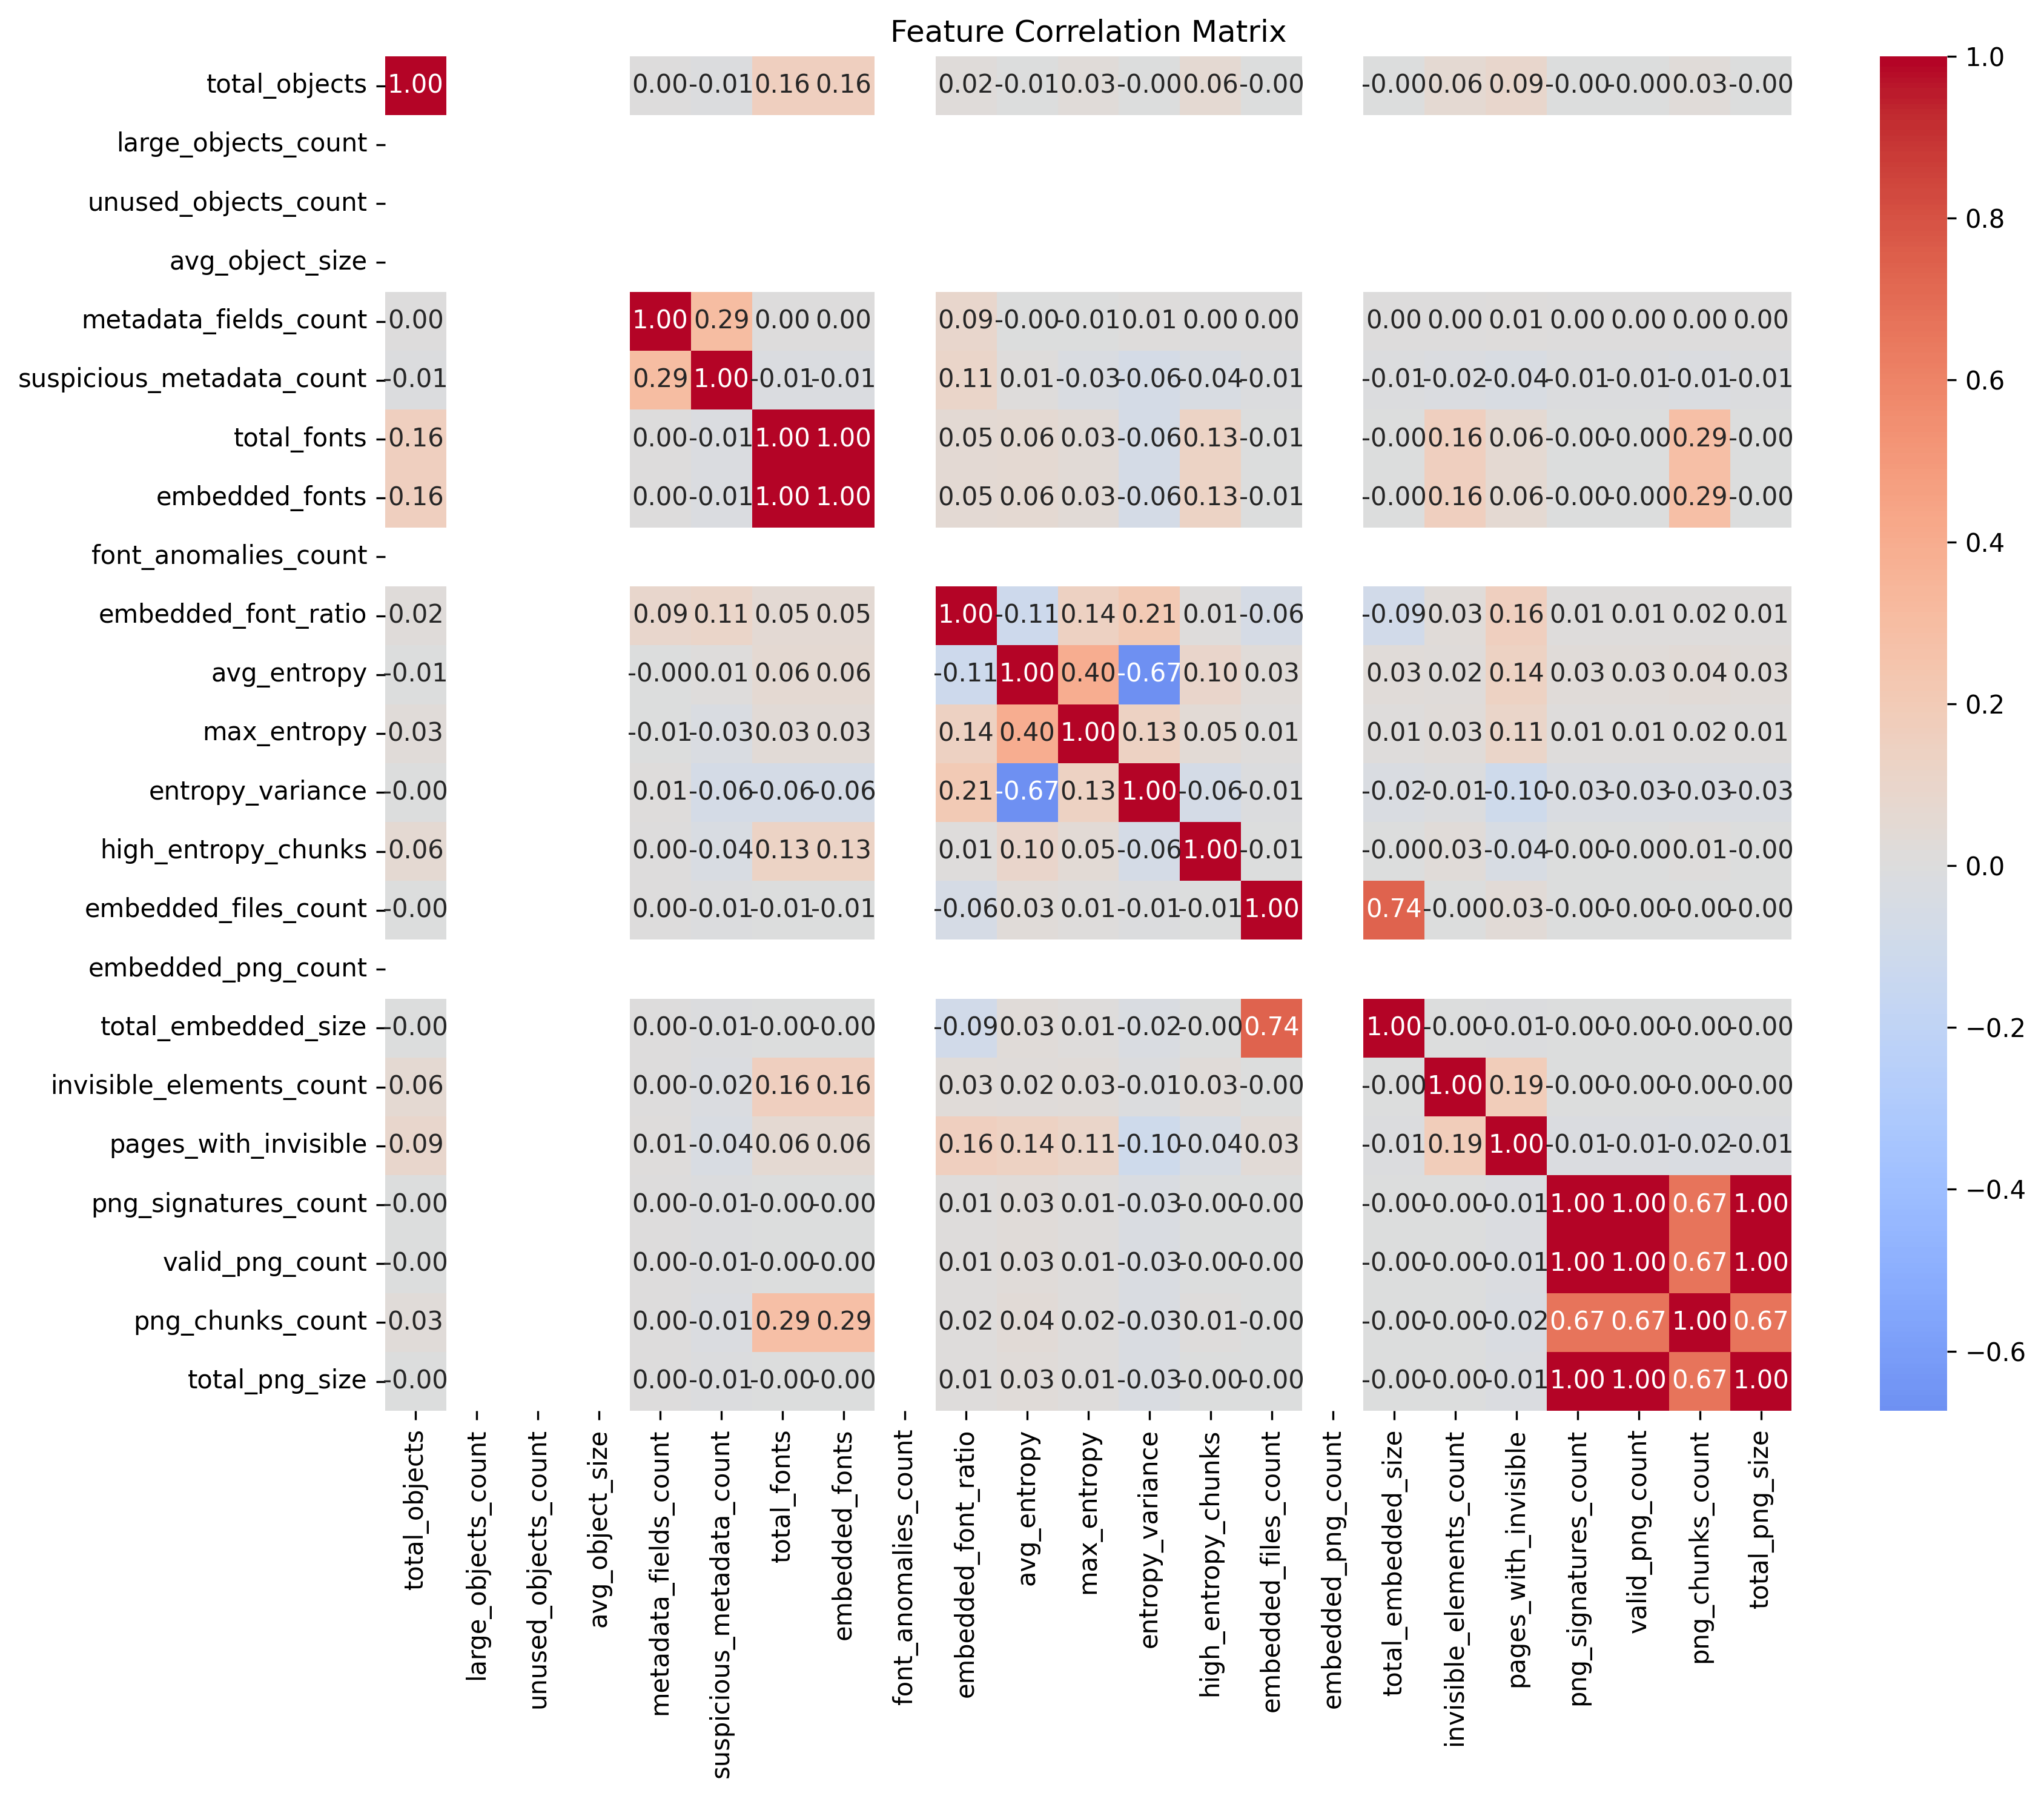 Feature Correlation Matrix
total_objects 1.00 0.00 -0.01 0.16 0.16 0.02 -0.01 0.03 -0.00 0.06 -0.00 -0.00 0.06 0.09 -0.00 -0.00 0.03 -0.00
large_objects_count
unused_objects_count
avg_object_size
metadata_fields_count 0.00 1.00 0.29 0.00 0.00 0.09 -0.00 -0.01 0.01 0.00 0.00 0.00 0.00 0.01 0.00 0.00 0.00 0.00
suspicious_metadata_count -0.01 0.29 1.00 -0.01 -0.01 0.11 0.01 -0.03 -0.06 -0.04 -0.01 -0.01 -0.02 -0.04 -0.01 -0.01 -0.01 -0.01
total_fonts 0.16 0.00 -0.01 1.00 1.00 0.05 0.06 0.03 -0.06 0.13 -0.01 -0.00 0.16 0.06 -0.00 -0.00 0.29 -0.00
embedded_fonts 0.16 0.00 -0.01 1.00 1.00 0.05 0.06 0.03 -0.06 0.13 -0.01 -0.00 0.16 0.06 -0.00 -0.00 0.29 -0.00
font_anomalies_count
embedded_font_ratio 0.02 0.09 0.11 0.05 0.05 1.00 -0.11 0.14 0.21 0.01 -0.06 -0.09 0.03 0.16 0.01 0.01 0.02 0.01
avg_entropy -0.01 -0.00 0.01 0.06 0.06 -0.11 1.00 0.40 -0.67 0.10 0.03 0.03 0.02 0.14 0.03 0.03 0.04 0.03
max_entropy 0.03 -0.01 -0.03 0.03 0.03 0.14 0.40 1.00 0.13 0.05 0.01 0.01 0.03 0.11 0.01 0.01 0.02 0.01
entropy_variance -0.00 0.01 -0.06 -0.06 -0.06 0.21 -0.67 0.13 1.00 -0.06 -0.01 -0.02 -0.01 -0.10 -0.03 -0.03 -0.03 -0.03
high_entropy_chunks 0.06 0.00 -0.04 0.13 0.13 0.01 0.10 0.05 -0.06 1.00 -0.01 -0.00 0.03 -0.04 -0.00 -0.00 0.01 -0.00
embedded_files_count -0.00 0.00 -0.01 -0.01 -0.01 -0.06 0.03 0.01 -0.01 -0.01 1.00 0.74 -0.00 0.03 -0.00 -0.00 -0.00 -0.00
embedded_png_count
total_embedded_size -0.00 0.00 -0.01 -0.00 -0.00 -0.09 0.03 0.01 -0.02 -0.00 0.74 1.00 -0.00 -0.01 -0.00 -0.00 -0.00 -0.00
invisible_elements_count 0.06 0.00 -0.02 0.16 0.16 0.03 0.02 0.03 -0.01 0.03 -0.00 -0.00 1.00 0.19 -0.00 -0.00 -0.00 -0.00
pages_with_invisible 0.09 0.01 -0.04 0.06 0.06 0.16 0.14 0.11 -0.10 -0.04 0.03 -0.01 0.19 1.00 -0.01 -0.01 -0.02 -0.01
png_signatures_count -0.00 0.00 -0.01 -0.00 -0.00 0.01 0.03 0.01 -0.03 -0.00 -0.00 -0.00 -0.00 -0.01 1.00 1.00 0.67 1.00
valid_png_count -0.00 0.00 -0.01 -0.00 -0.00 0.01 0.03 0.01 -0.03 -0.00 -0.00 -0.00 -0.00 -0.01 1.00 1.00 0.67 1.00
png_chunks_count 0.03 0.00 -0.01 0.29 0.29 0.02 0.04 0.02 -0.03 0.01 -0.00 -0.00 -0.00 -0.02 0.67 0.67 1.00 0.67
total_png_size -0.00 0.00 -0.01 -0.00 -0.00 0.01 0.03 0.01 -0.03 -0.00 -0.00 -0.00 -0.00 -0.01 1.00 1.00 0.67 1.00
total_objects
large_objects_count
unused_objects_count
avg_object_size
metadata_fields_count
suspicious_metadata_count
total_fonts
embedded_fonts
font_anomalies_count
embedded_font_ratio
avg_entropy
max_entropy
entropy_variance
high_entropy_chunks
embedded_files_count
embedded_png_count
total_embedded_size
invisible_elements_count
pages_with_invisible
png_signatures_count
valid_png_count
png_chunks_count
total_png_size
1.0
0.8
0.6
0.4
0.2
0.0
−0.2
−0.4
−0.6